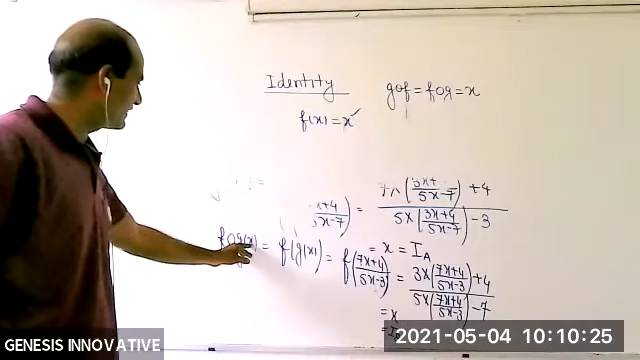 Identity gof = fog = x
f(x) = x ✓
x+4 / 5x-7) = 7x (3x+ / 5x-7) + 4 / 5x (3x+4 / 5x-7) - 3
= x = I_A
fog(x) = f(g(x)) = f(7x+4 / 5x-3) = 3x (7x+4 / 5x-3) + 4 / 5x (7x+4 / 5x-3) - 7
= x
GENESIS INNOVATIVE
2021-05-04 10:10:25